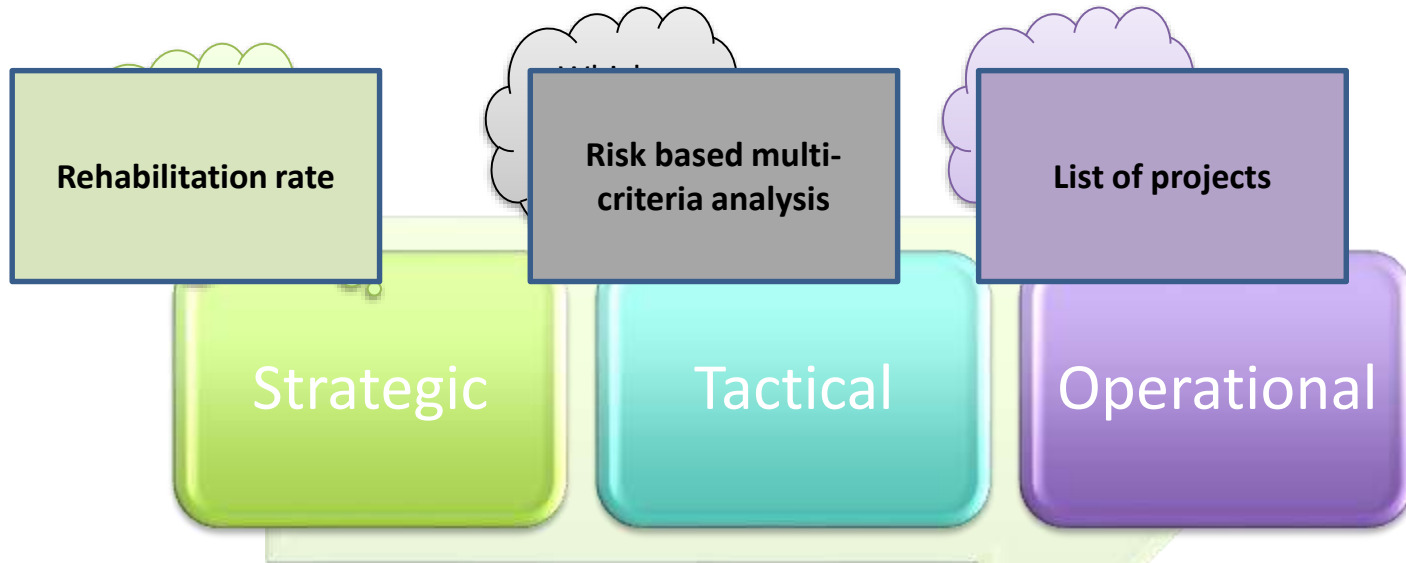 Rehabilitation rate
Risk based multi-
criteria analysis
List of projects
Strategic
Tactical
Operational